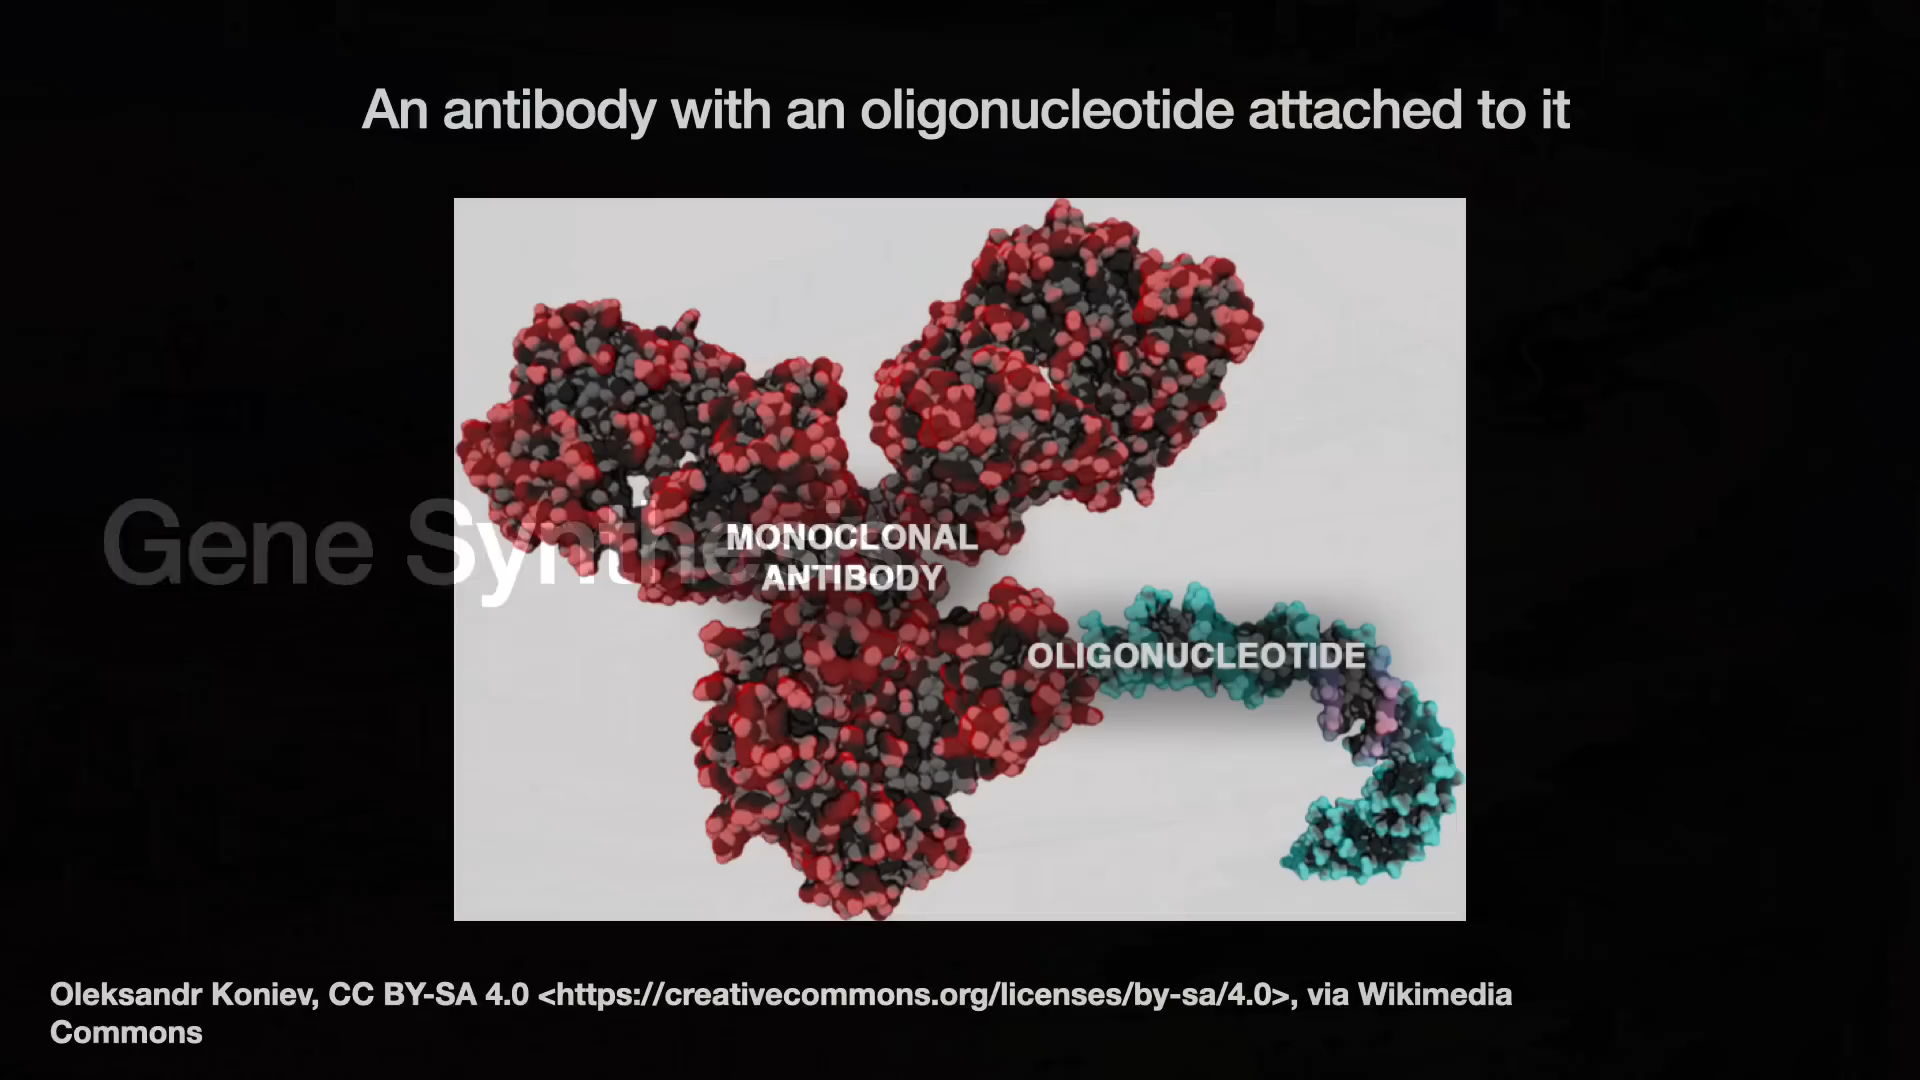 An antibody with an oligonucleotide attached to it
Gene Synthesis
MONOCLONAL
ANTIBODY
OLIGONUCLEOTIDE
Oleksandr Koniev, CC BY-SA 4.0 <https://creativecommons.org/licenses/by-sa/4.0>, via Wikimedia
Commons